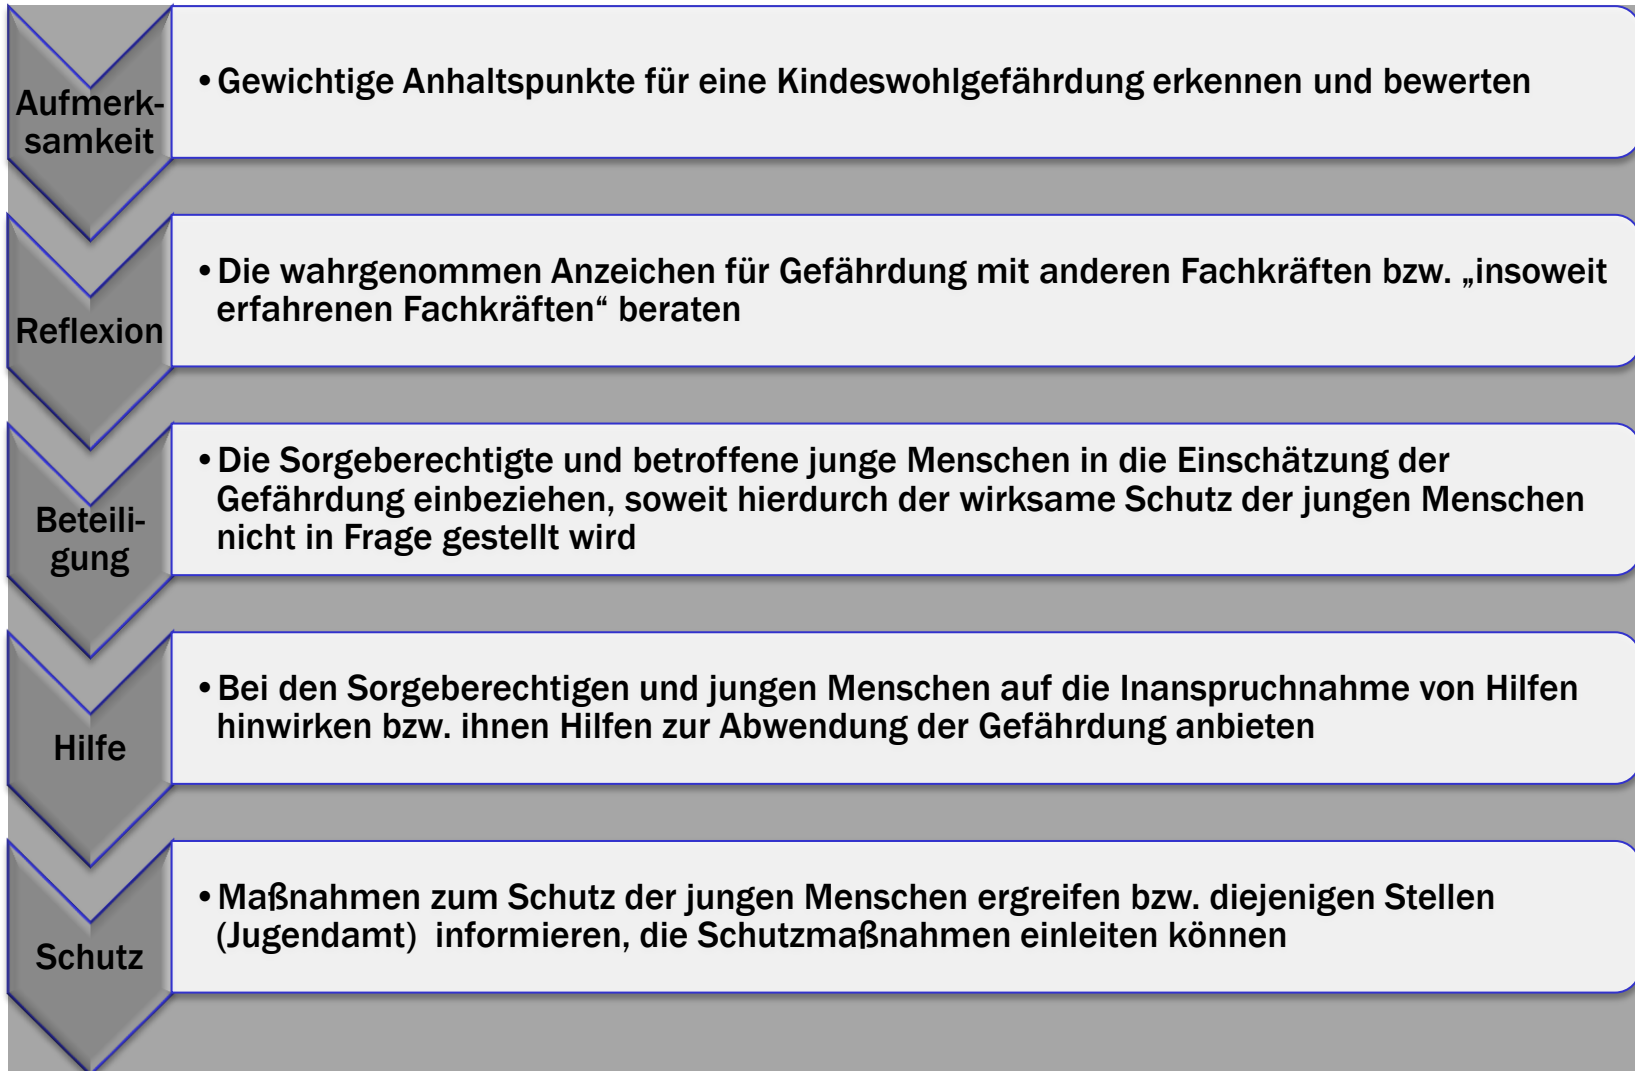 Aufmerk-
samkeit
•Gewichtige Anhaltspunkte für eine Kindeswohlgefährdung erkennen und bewerten
Reflexion
•Die wahrgenommen Anzeichen für Gefährdung mit anderen Fachkräften bzw. „insoweit
erfahrenen Fachkräften“ beraten
Beteili-
gung
•Die Sorgeberechtigte und betroffene junge Menschen in die Einschätzung der
Gefährdung einbeziehen, soweit hierdurch der wirksame Schutz der jungen Menschen
nicht in Frage gestellt wird
Hilfe
•Bei den Sorgeberechtigen und jungen Menschen auf die Inanspruchnahme von Hilfen
hinwirken bzw. ihnen Hilfen zur Abwendung der Gefährdung anbieten
Schutz
•Maßnahmen zum Schutz der jungen Menschen ergreifen bzw. diejenigen Stellen
(Jugendamt) informieren, die Schutzmaßnahmen einleiten können